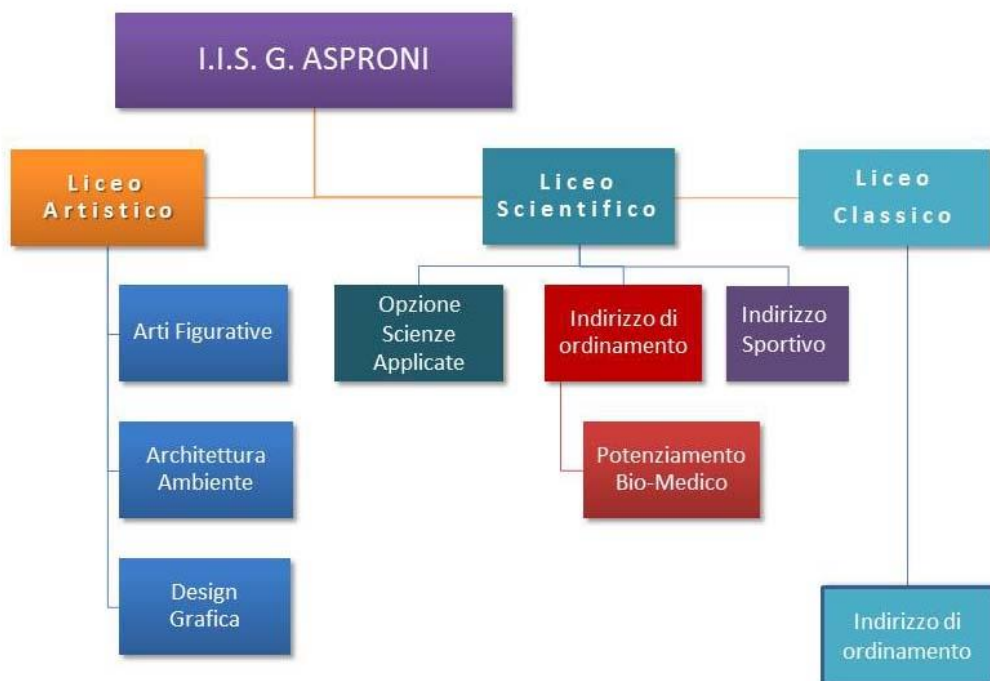 I.I.S. G. ASPRONI
Liceo
Artistico
Liceo
Scientifico
Liceo
Classico
Arti Figurative
Architettura
Ambiente
Design
Grafica
Opzione
Scienze
Applicate
Indirizzo di
ordinamento
Potenziamento
Bio-Medico
Indirizzo
Sportivo
Indirizzo di
ordinamento